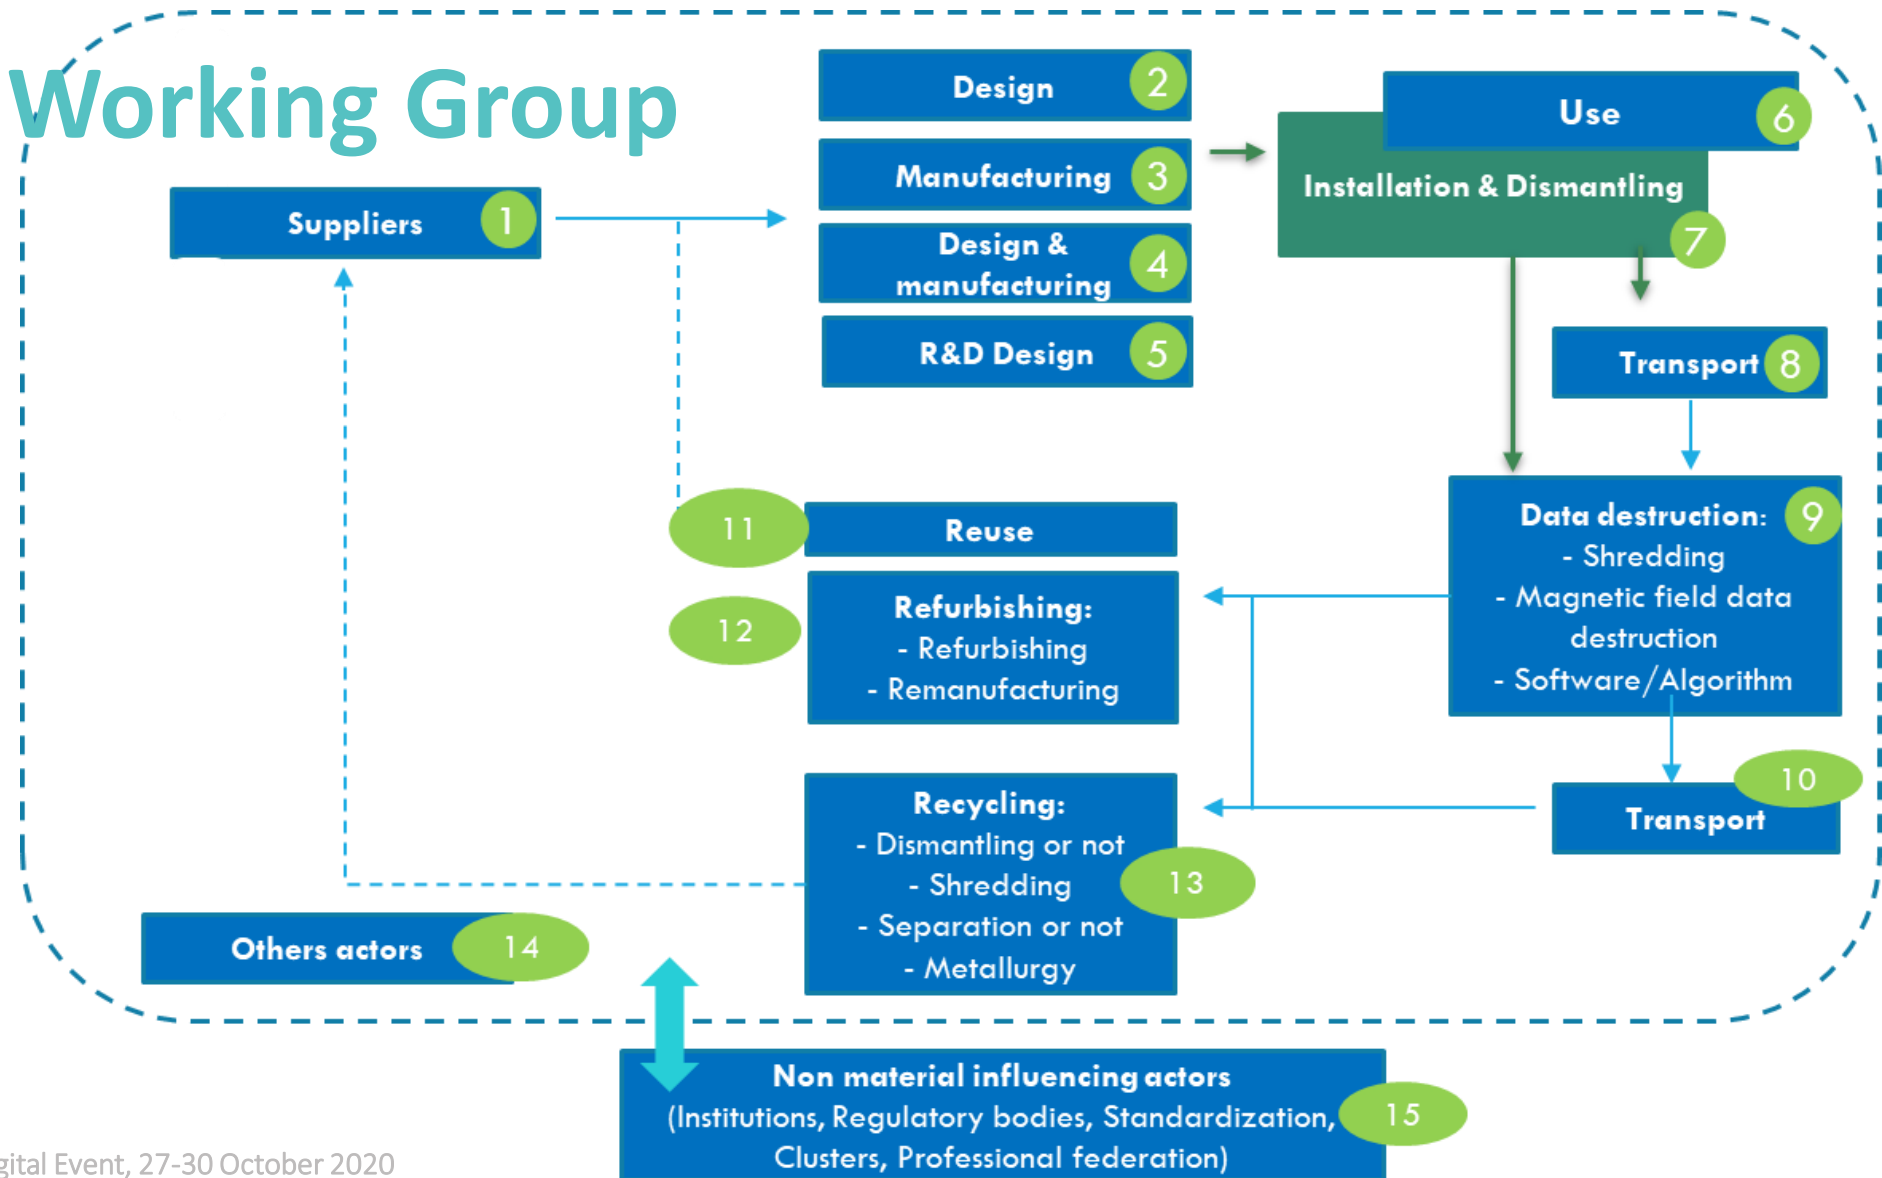 Working Group
Suppliers 1
Design 2
Manufacturing 3
Design &
manufacturing 4
R&D Design 5
Use 6
Installation & Dismantling
7
Transport 8
Data destruction: 9
- Shredding
- Magnetic field data
destruction
- Software/Algorithm
10
Transport
11 Reuse
12
Refurbishing:
- Refurbishing
- Remanufacturing
Recycling:
- Dismantling or not
- Shredding 13
- Separation or not
- Metallurgy
Others actors 14
Non material influencing actors
(Institutions, Regulatory bodies, Standardization, 15
Clusters, Professional federation)
gital Event, 27-30 October 2020